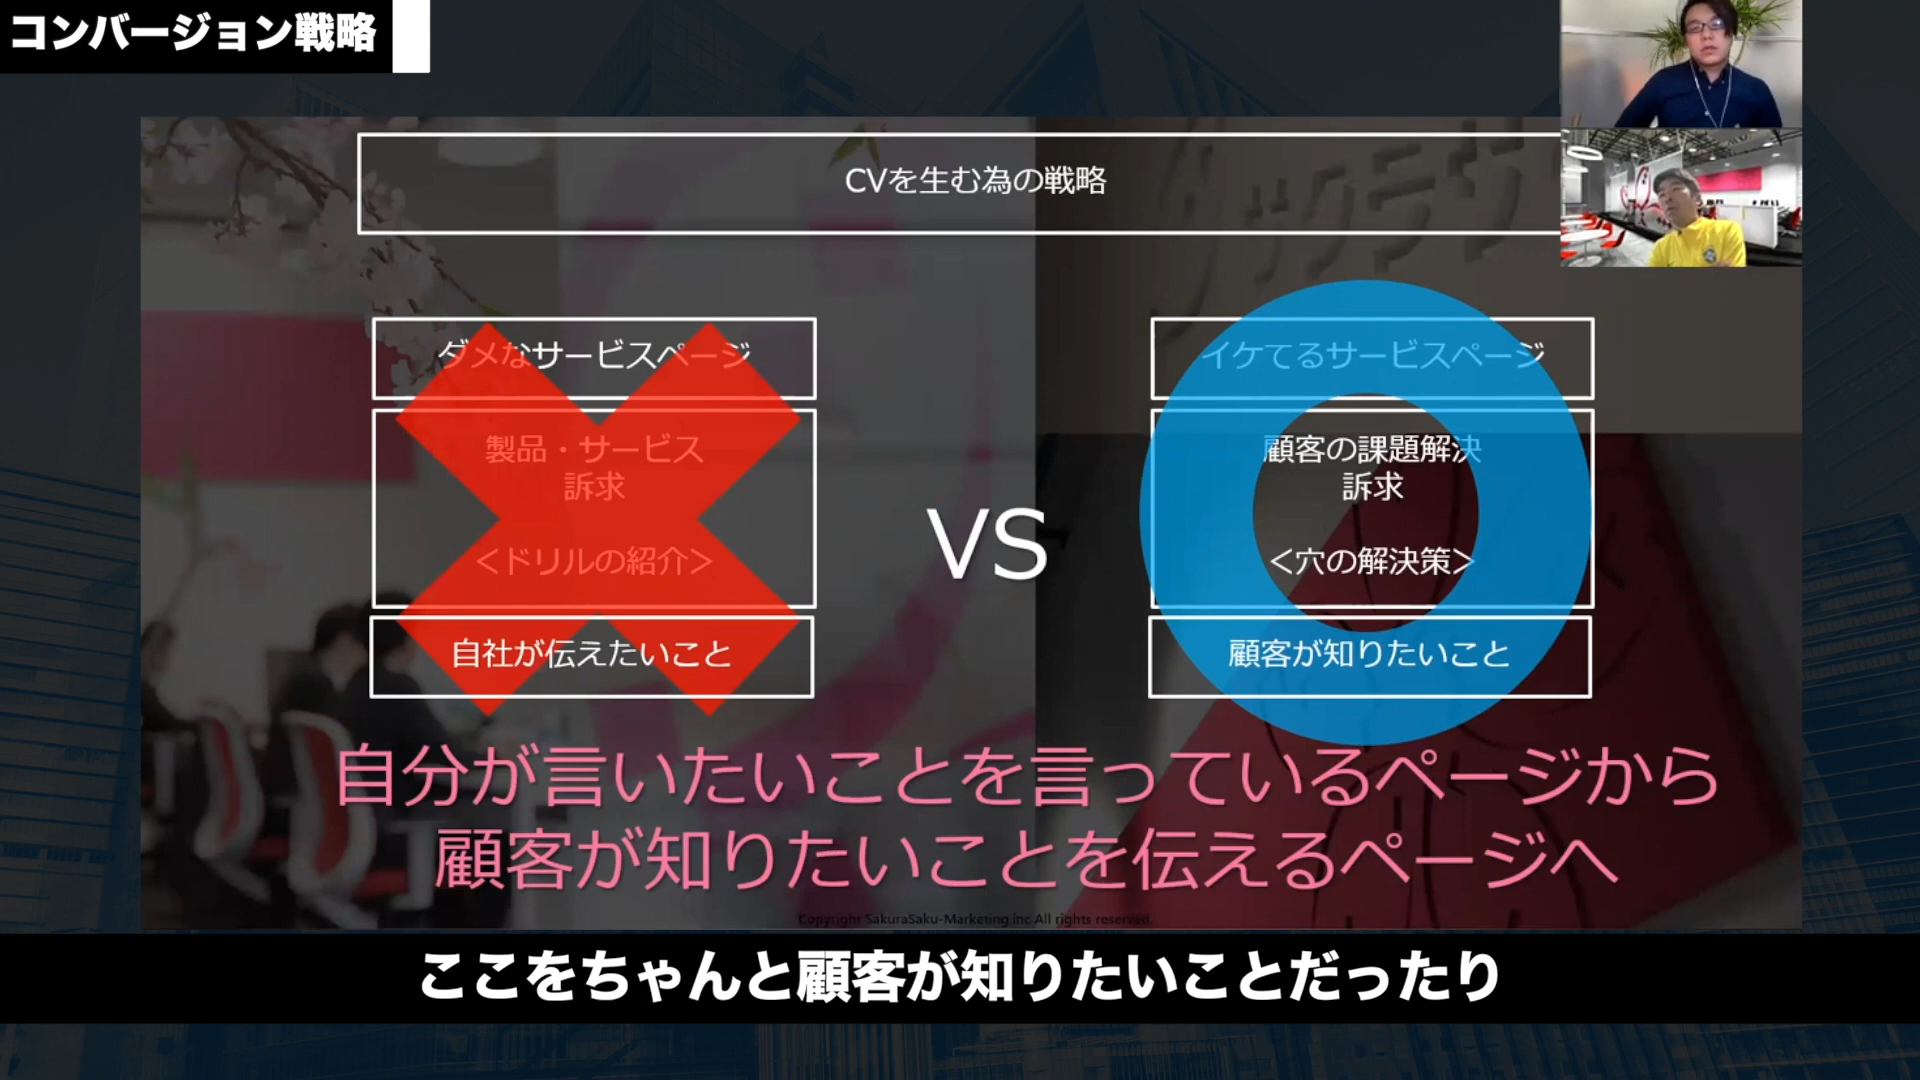 コンバージョン戦略
CVを生む為の戦略
ダメなサービスページ
製品・サービス
訴求
<ドリルの紹介>
自社が伝えたいこと
VS
イケてるサービスページ
顧客の課題解決
訴求
<穴の解決策>
顧客が知りたいこと
自分が言いたいことを言っているページから
顧客が知りたいことを伝えるページへ
Copyright SakuraSaku-Marketing.inc All rights reserved.
ここをちゃんと顧客が知りたいことだったり